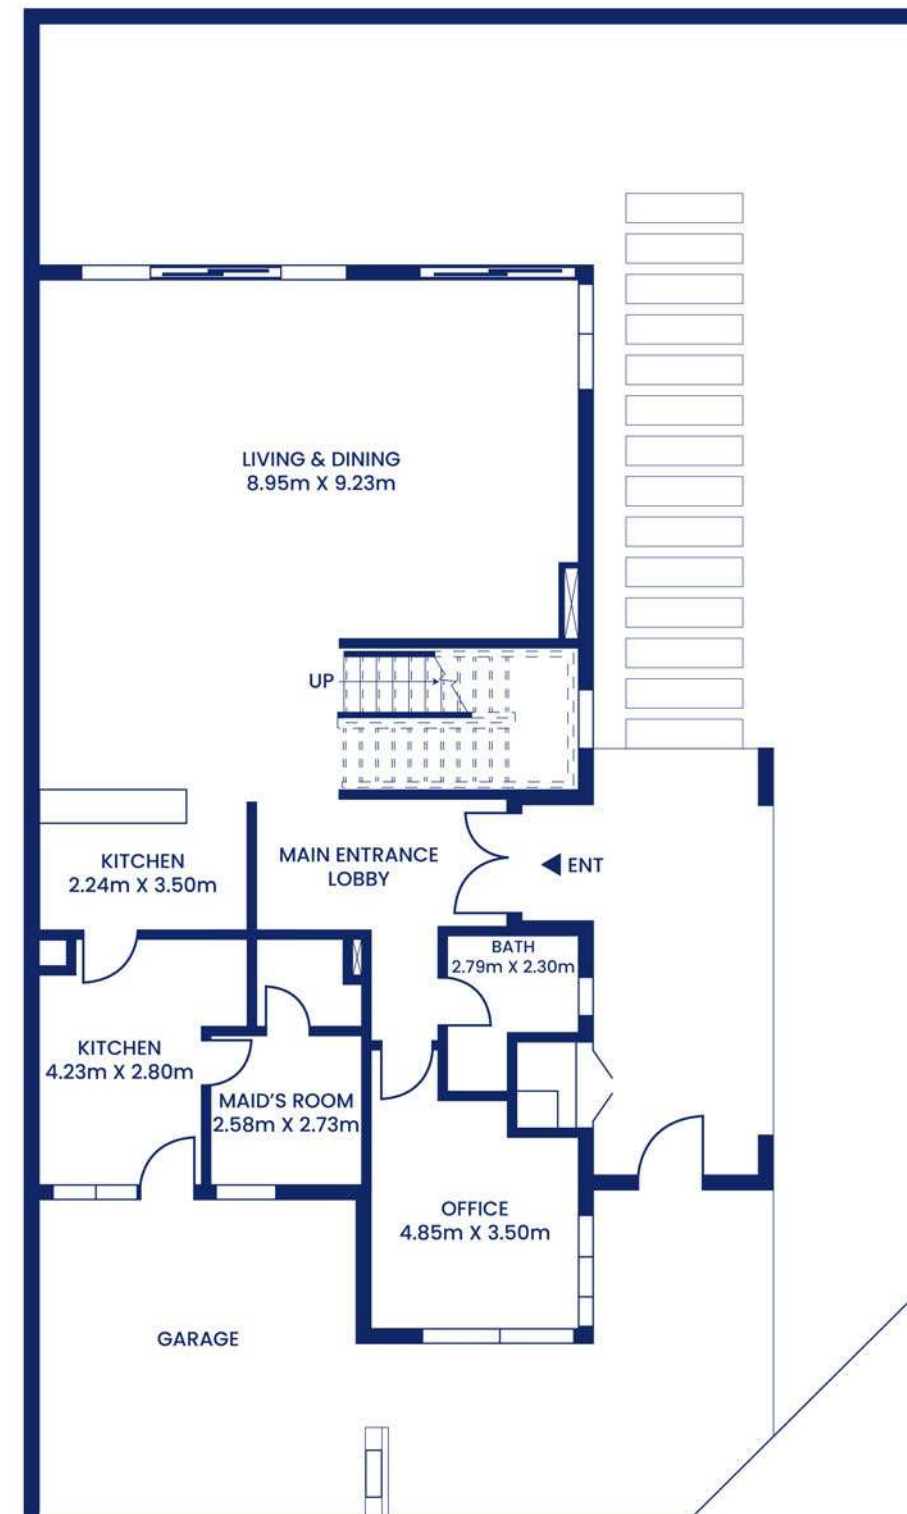 LIVING & DINING
8.95m X 9.23m
UP
KITCHEN
2.24m X 3.50m
MAIN ENTRANCE
LOBBY
ENT
BATH
2.79m X 2.30m
KITCHEN
4.23m X 2.80m
MAID'S ROOM
2.58m X 2.73m
OFFICE
4.85m X 3.50m
GARAGE